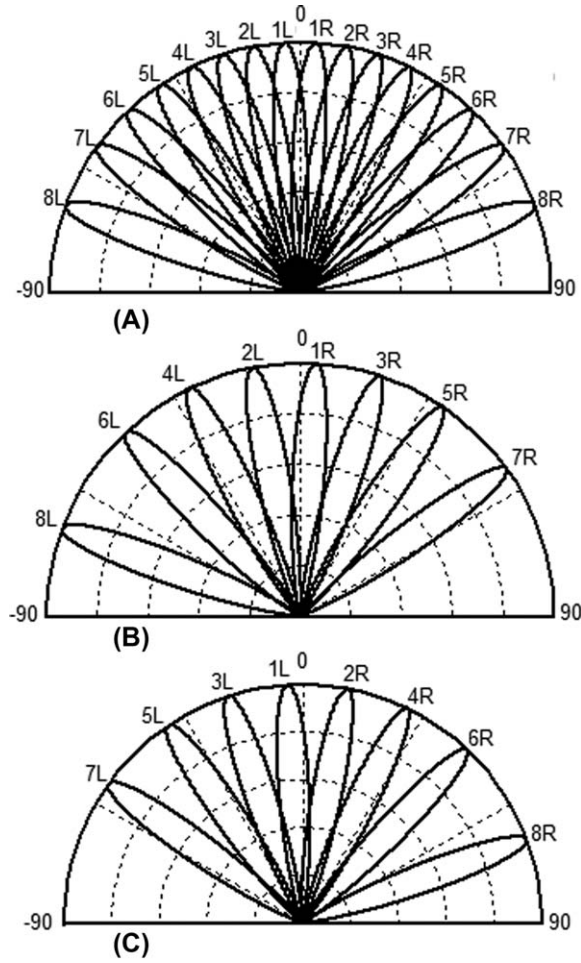 0
1L 1R
2L 2R
3L 3R
4L 4R
5L 5R
6L 6R
7L 7R
8L 8R
-90 90
(A)
0
2L 1R
4L 3R
6L 5R
8L 7R
-90 90
(B)
0
1L 2R
3L 4R
5L 6R
7L 8R
-90 90
(C)